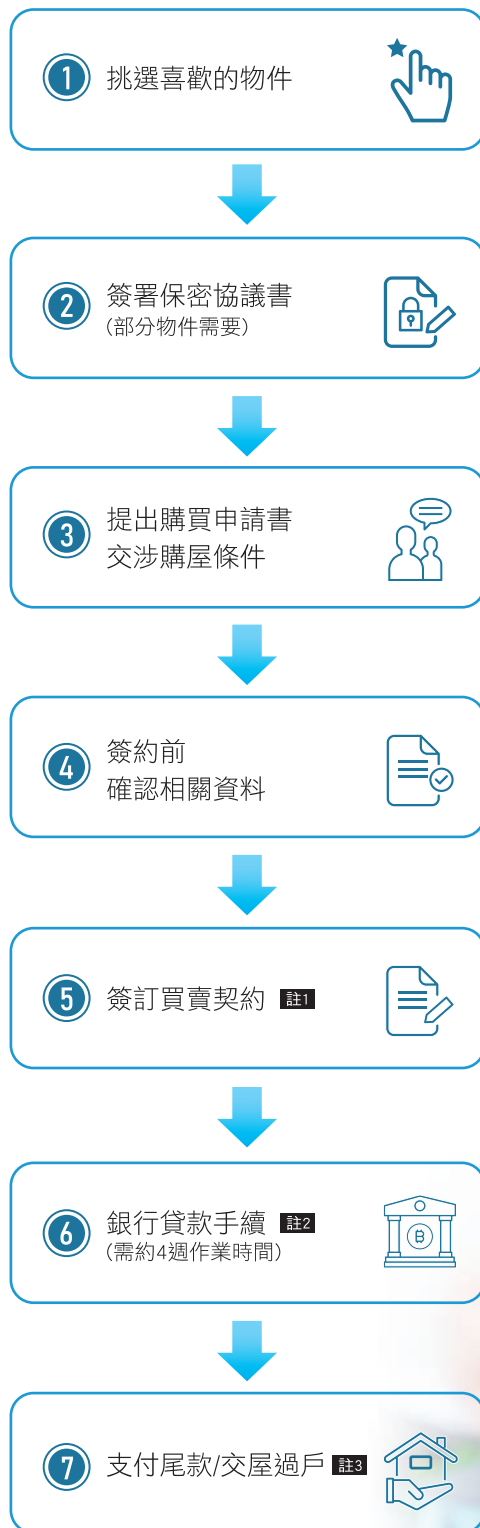 1 挑選喜歡的物件
2 簽署保密協議書
(部分物件需要)
3 提出購買申請書
交涉購屋條件
4 簽約前
確認相關資料
5 簽訂買賣契約 註1
6 銀行貸款手續 註2
(需約4週作業時間)
7 支付尾款/交屋過戶 註3